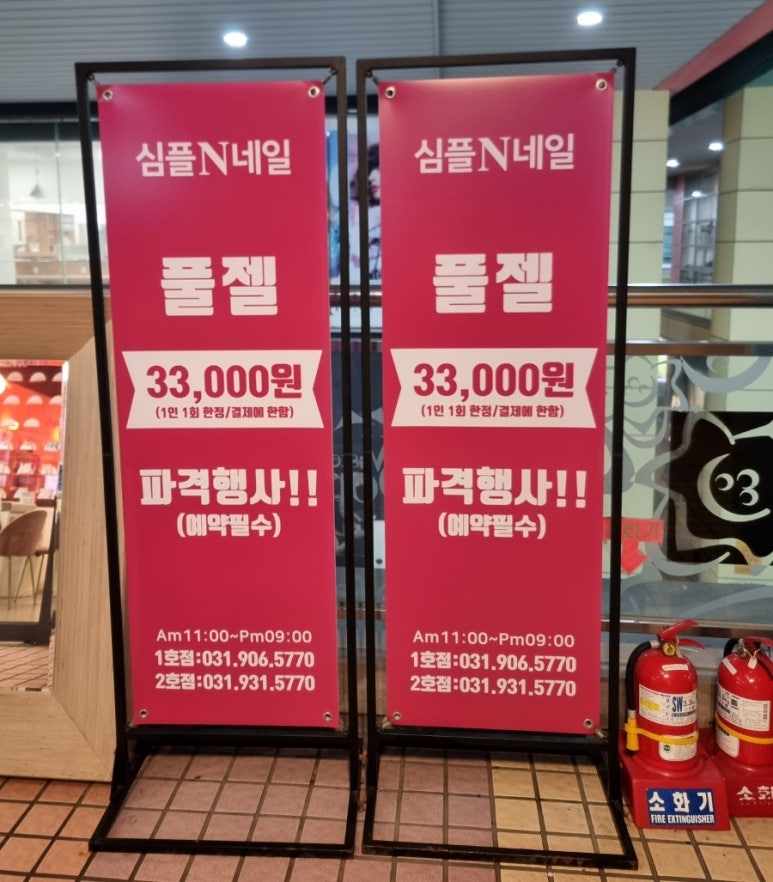 심플N네일
풀젤
33,000원
(1인 1회 한정/결제에 한함)
파격행사!!
(예약필수)
Am11:00~Pm09:00
1호점:031.906.5770
2호점:031.931.5770
심플N네일
풀젤
33,000원
(1인 1회 한정/결제에 한함)
파격행사!!
(예약필수)
Am11:00~Pm09:00
1호점:031.906.5770
2호점:031.931.5770
SW
3.3
소화기
FIRE EXTINGUISHER
소화